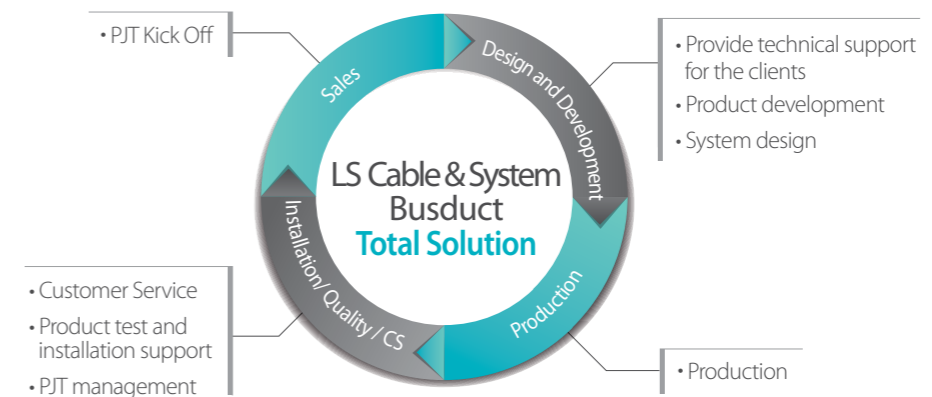 • PJT Kick Off
Sales
Design and Development
• Provide technical support
for the clients
• Product development
• System design
LS Cable & System
Busduct
Total Solution
Installation/ Quality / CS
Production
• Customer Service
• Product test and
installation support
• PJT management
• Production